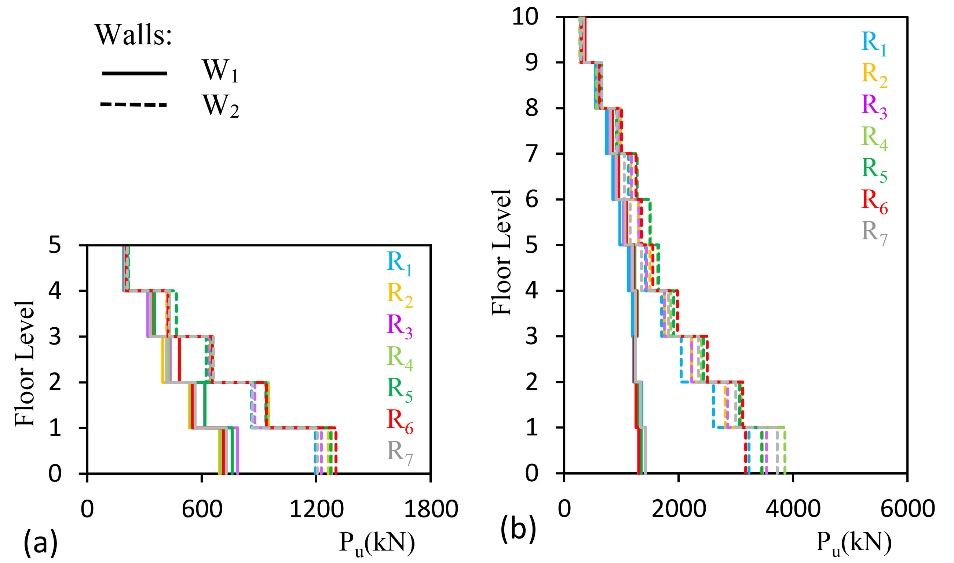 Walls:
W1
W2
5
4
3
2
1
0
Floor Level
0
600
1200
1800
Pu(kN)
R1
R2
R3
R4
R5
R6
R7
(a)
10
9
8
7
6
5
4
3
2
1
0
Floor Level
0
2000
4000
6000
Pu(kN)
R1
R2
R3
R4
R5
R6
R7
(b)